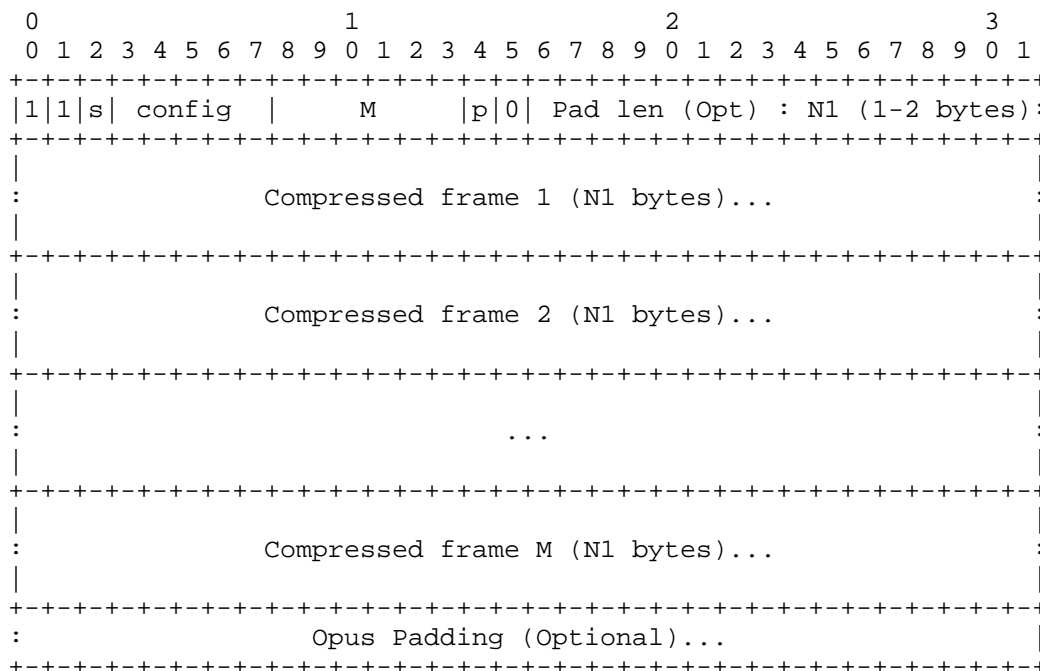 0                   1                   2                   3
 0 1 2 3 4 5 6 7 8 9 0 1 2 3 4 5 6 7 8 9 0 1 2 3 4 5 6 7 8 9 0 1
+-+-+-+-+-+-+-+-+-+-+-+-+-+-+-+-+-+-+-+-+-+-+-+-+-+-+-+-+-+-+-+-+
|1|1|s| config  |     M     |p|0| Pad len (Opt) : N1 (1-2 bytes):
+-+-+-+-+-+-+-+-+-+-+-+-+-+-+-+-+-+-+-+-+-+-+-+-+-+-+-+-+-+-+-+-+
|                                                               |
:               Compressed frame 1 (N1 bytes)...                :
|                                                               |
+-+-+-+-+-+-+-+-+-+-+-+-+-+-+-+-+-+-+-+-+-+-+-+-+-+-+-+-+-+-+-+-+
|                                                               |
:               Compressed frame 2 (N1 bytes)...                :
|                                                               |
+-+-+-+-+-+-+-+-+-+-+-+-+-+-+-+-+-+-+-+-+-+-+-+-+-+-+-+-+-+-+-+-+
|                                                               |
:                              ...                              :
|                                                               |
+-+-+-+-+-+-+-+-+-+-+-+-+-+-+-+-+-+-+-+-+-+-+-+-+-+-+-+-+-+-+-+-+
|                                                               |
:               Compressed frame M (N1 bytes)...                :
|                                                               |
+-+-+-+-+-+-+-+-+-+-+-+-+-+-+-+-+-+-+-+-+-+-+-+-+-+-+-+-+-+-+-+-+
:                  Opus Padding (Optional)...                   |
+-+-+-+-+-+-+-+-+-+-+-+-+-+-+-+-+-+-+-+-+-+-+-+-+-+-+-+-+-+-+-+-+